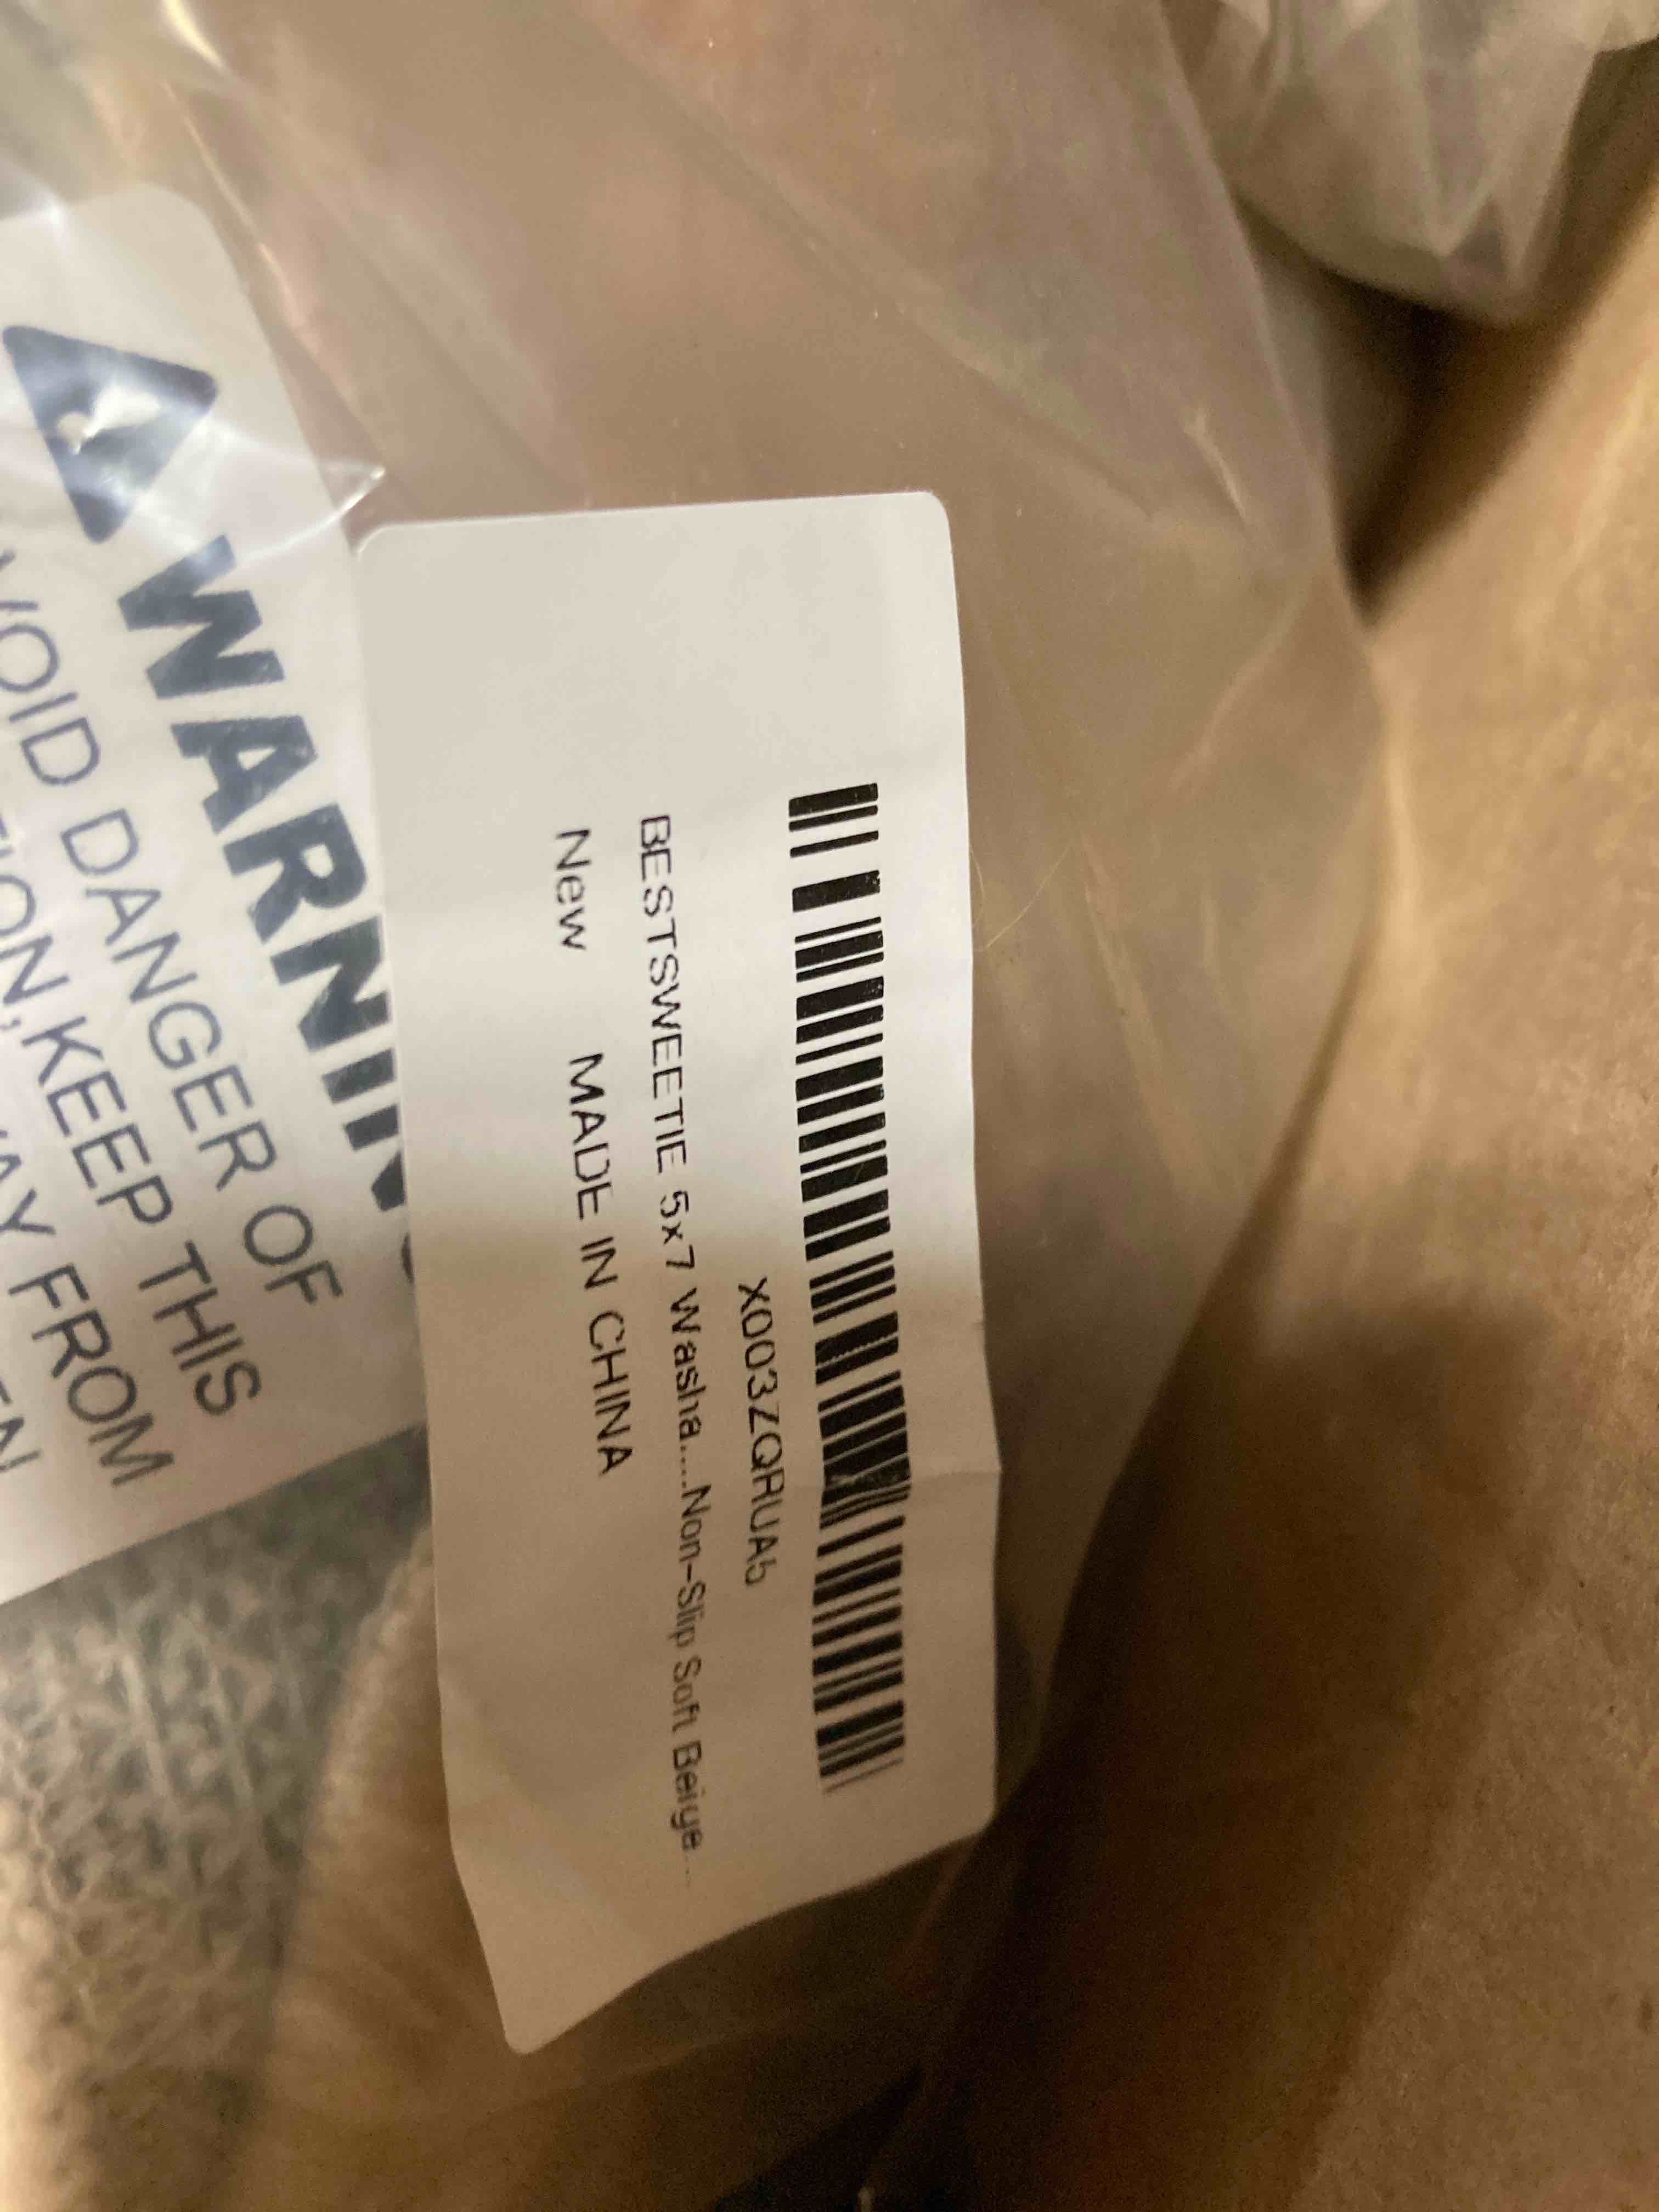 X003ZQRUA5
BESTSWEETIE 5x7 Washa...Non-Slip Soft Beige...
New MADE IN CHINA
WARNIN
VOID DANGER OF
TION,KEEP THIS
AY FROM